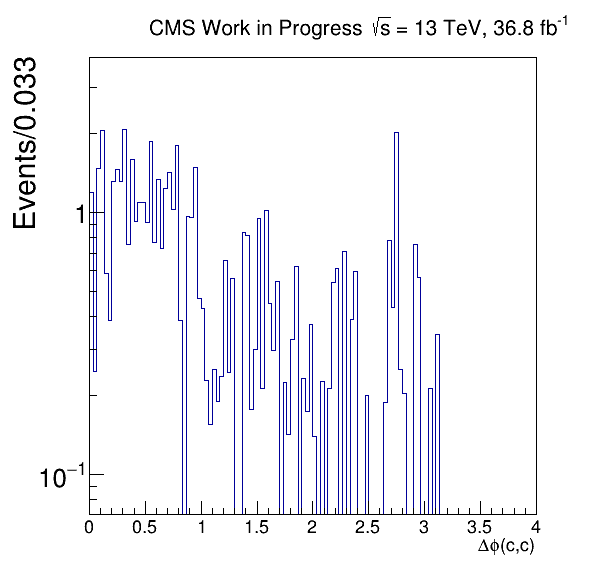 CMS Work in Progress √s = 13 TeV, 36.8 fb⁻¹
Events/0.033
1
10⁻¹
0 0.5 1 1.5 2 2.5 3 3.5 4
Δϕ(c,c)